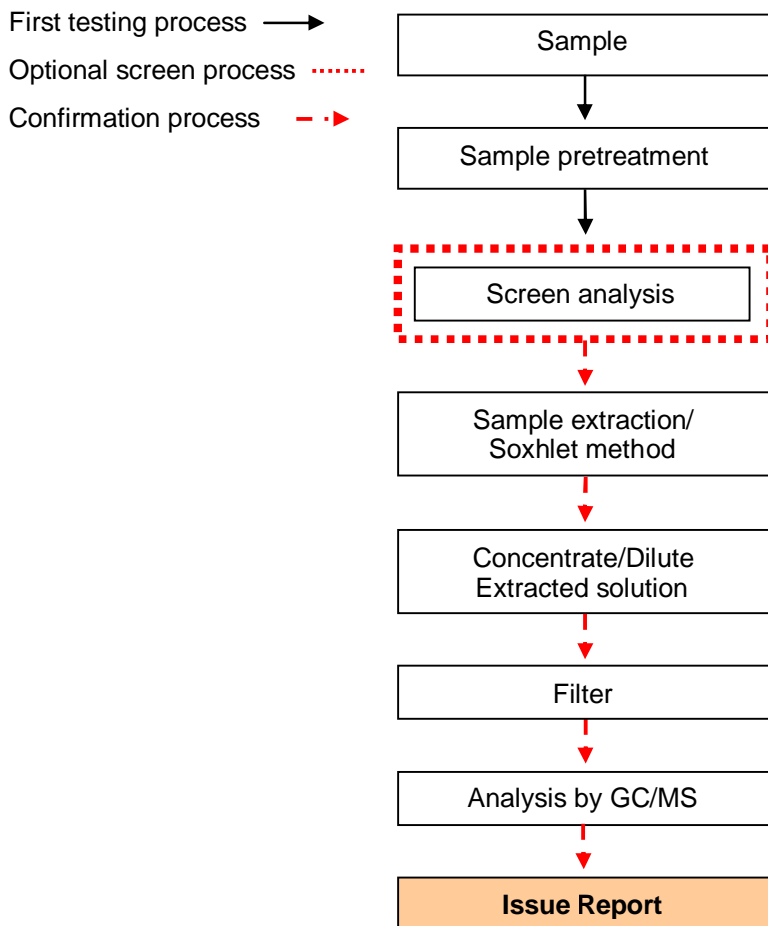 First testing process
Optional screen process
Confirmation process
Sample
Sample pretreatment
Screen analysis
Sample extraction/
Soxhlet method
Concentrate/Dilute
Extracted solution
Filter
Analysis by GC/MS
Issue Report